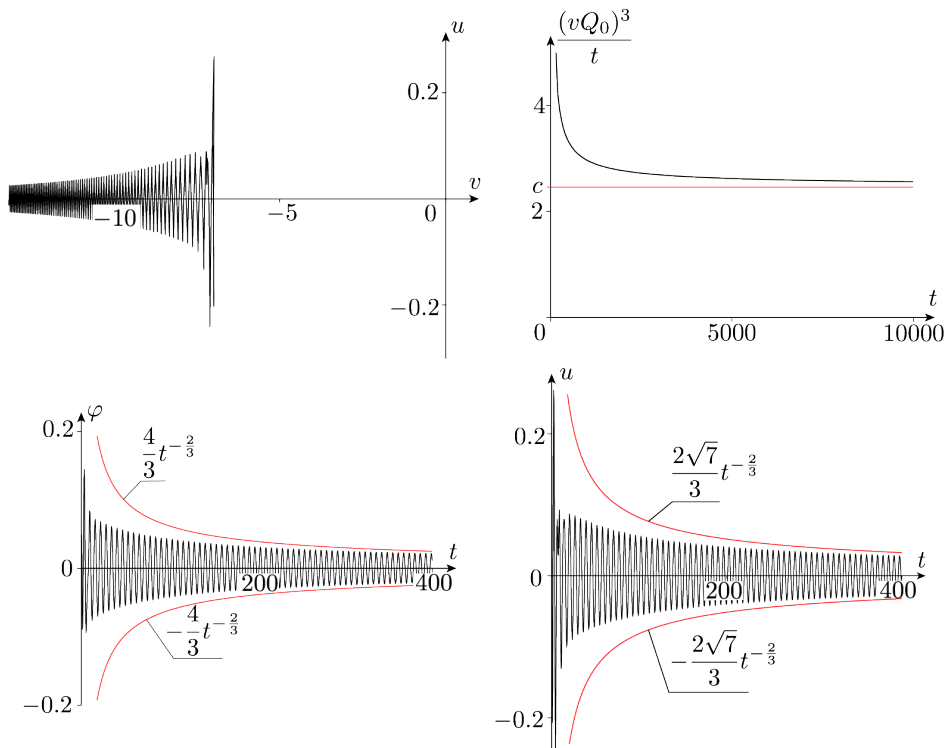 u
0.2
v
−10
−5
0
−0.2
(vQ₀)³
t
4
c
2
t
0
5000
10000
φ
0.2
4/3 t^{−2/3}
t
0
200
400
−4/3 t^{−2/3}
−0.2
u
0.2
2√7/3 t^{−2/3}
t
0
200
400
−2√7/3 t^{−2/3}
−0.2